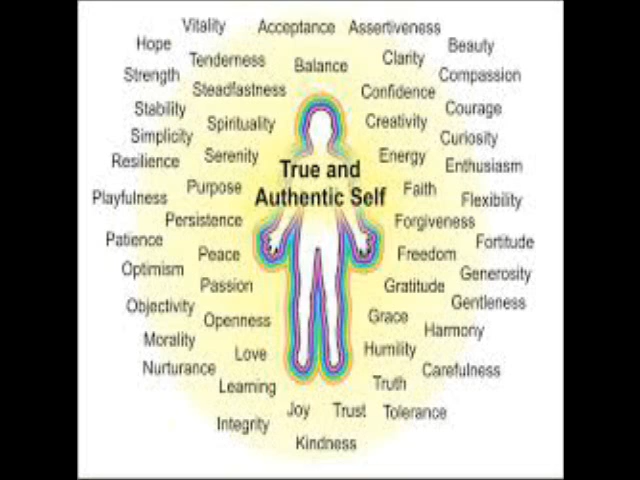 Vitality
Acceptance
Assertiveness
Hope
Beauty
Tenderness
Clarity
Balance
Strength
Compassion
Steadfastness
Confidence
Stability
Courage
Spirituality
Creativity
Simplicity
Curiosity
Resilience
Serenity
Energy
Enthusiasm
True and
Authentic Self
Purpose
Faith
Playfulness
Flexibility
Persistence
Forgiveness
Patience
Fortitude
Peace
Freedom
Optimism
Generosity
Passion
Gratitude
Objectivity
Gentleness
Openness
Grace
Harmony
Morality
Love
Humility
Nurturance
Carefulness
Learning
Truth
Joy
Trust
Tolerance
Integrity
Kindness